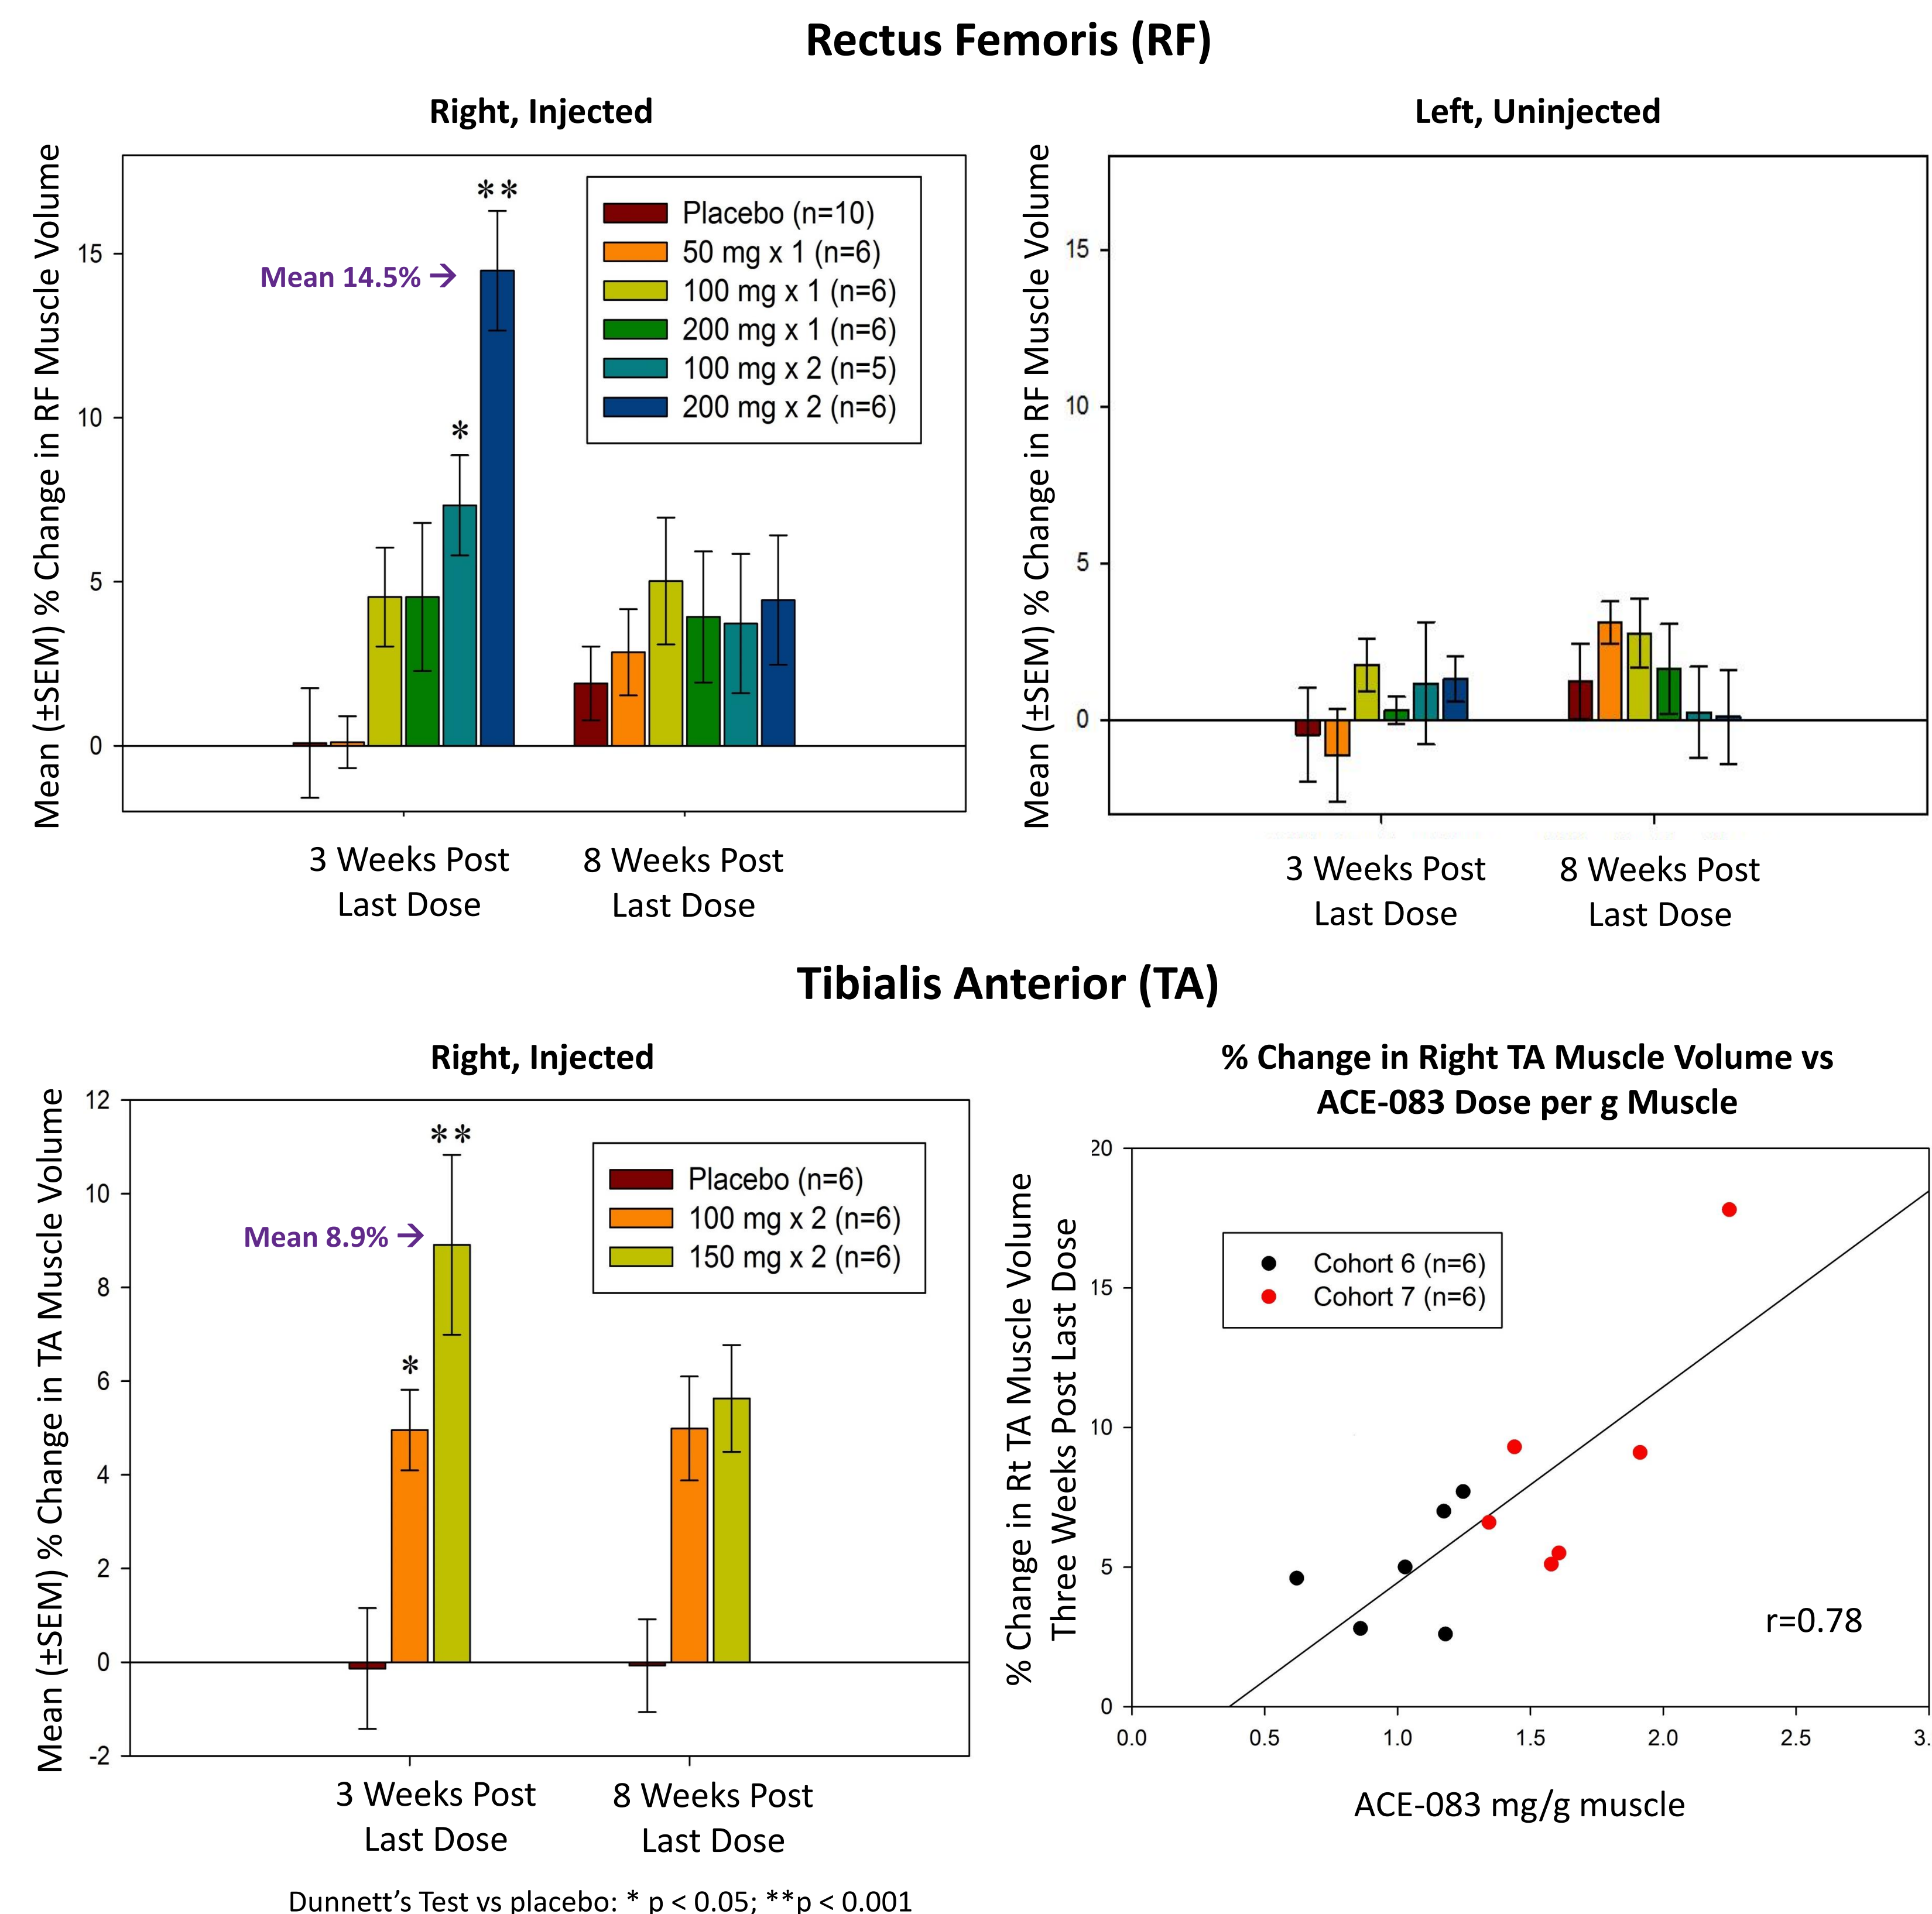 Rectus Femoris (RF)
Right, Injected
Mean (±SEM) % Change in RF Muscle Volume
15
10
5
0
**
Mean 14.5% →
*
Placebo (n=10)
50 mg x 1 (n=6)
100 mg x 1 (n=6)
200 mg x 1 (n=6)
100 mg x 2 (n=5)
200 mg x 2 (n=6)
3 Weeks Post
Last Dose
8 Weeks Post
Last Dose
Left, Uninjected
Mean (±SEM) % Change in RF Muscle Volume
15
10
5
0
3 Weeks Post
Last Dose
8 Weeks Post
Last Dose
Tibialis Anterior (TA)
Right, Injected
Mean (±SEM) % Change in TA Muscle Volume
12
10
8
6
4
2
0
-2
**
Mean 8.9% →
*
Placebo (n=6)
100 mg x 2 (n=6)
150 mg x 2 (n=6)
3 Weeks Post
Last Dose
8 Weeks Post
Last Dose
% Change in Right TA Muscle Volume vs
ACE-083 Dose per g Muscle
% Change in Rt TA Muscle Volume
Three Weeks Post Last Dose
20
15
10
5
0
Cohort 6 (n=6)
Cohort 7 (n=6)
r=0.78
0.0 0.5 1.0 1.5 2.0 2.5 3.
ACE-083 mg/g muscle
Dunnett's Test vs placebo: * p < 0.05; **p < 0.001